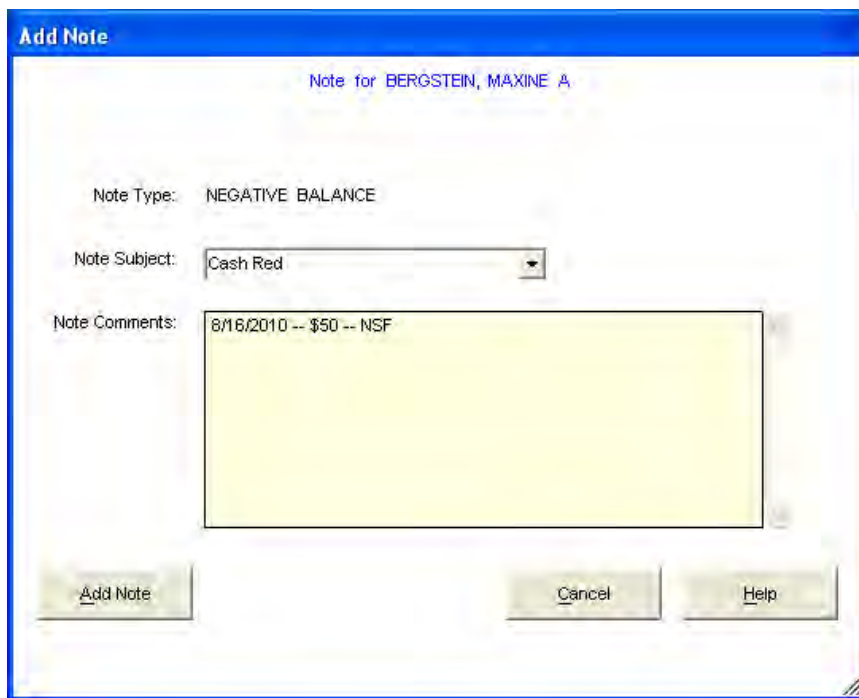 Add Note
Note for BERGSTEIN, MAXINE A
Note Type: NEGATIVE BALANCE
Note Subject: Cash Red
Note Comments: 8/16/2010 -- $50 -- NSF
Add Note Cancel Help